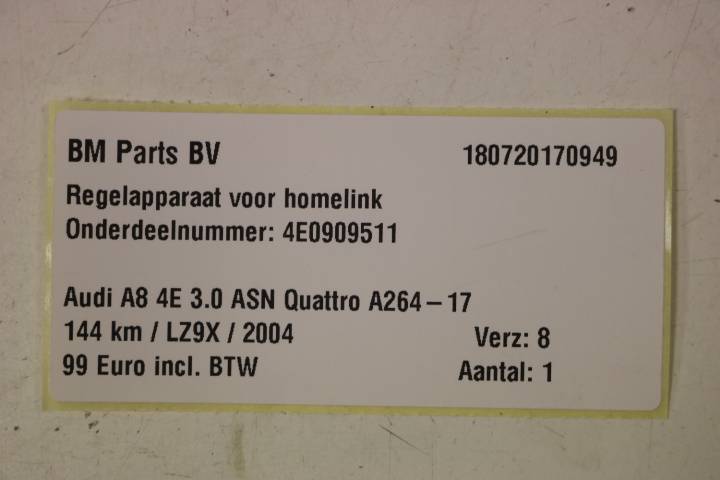 BM Parts BV 180720170949
Regelapparaat voor homelink
Onderdeelnummer: 4E0909511
Audi A8 4E 3.0 ASN Quattro A264 – 17
144 km / LZ9X / 2004 Verz: 8
99 Euro incl. BTW Aantal: 1